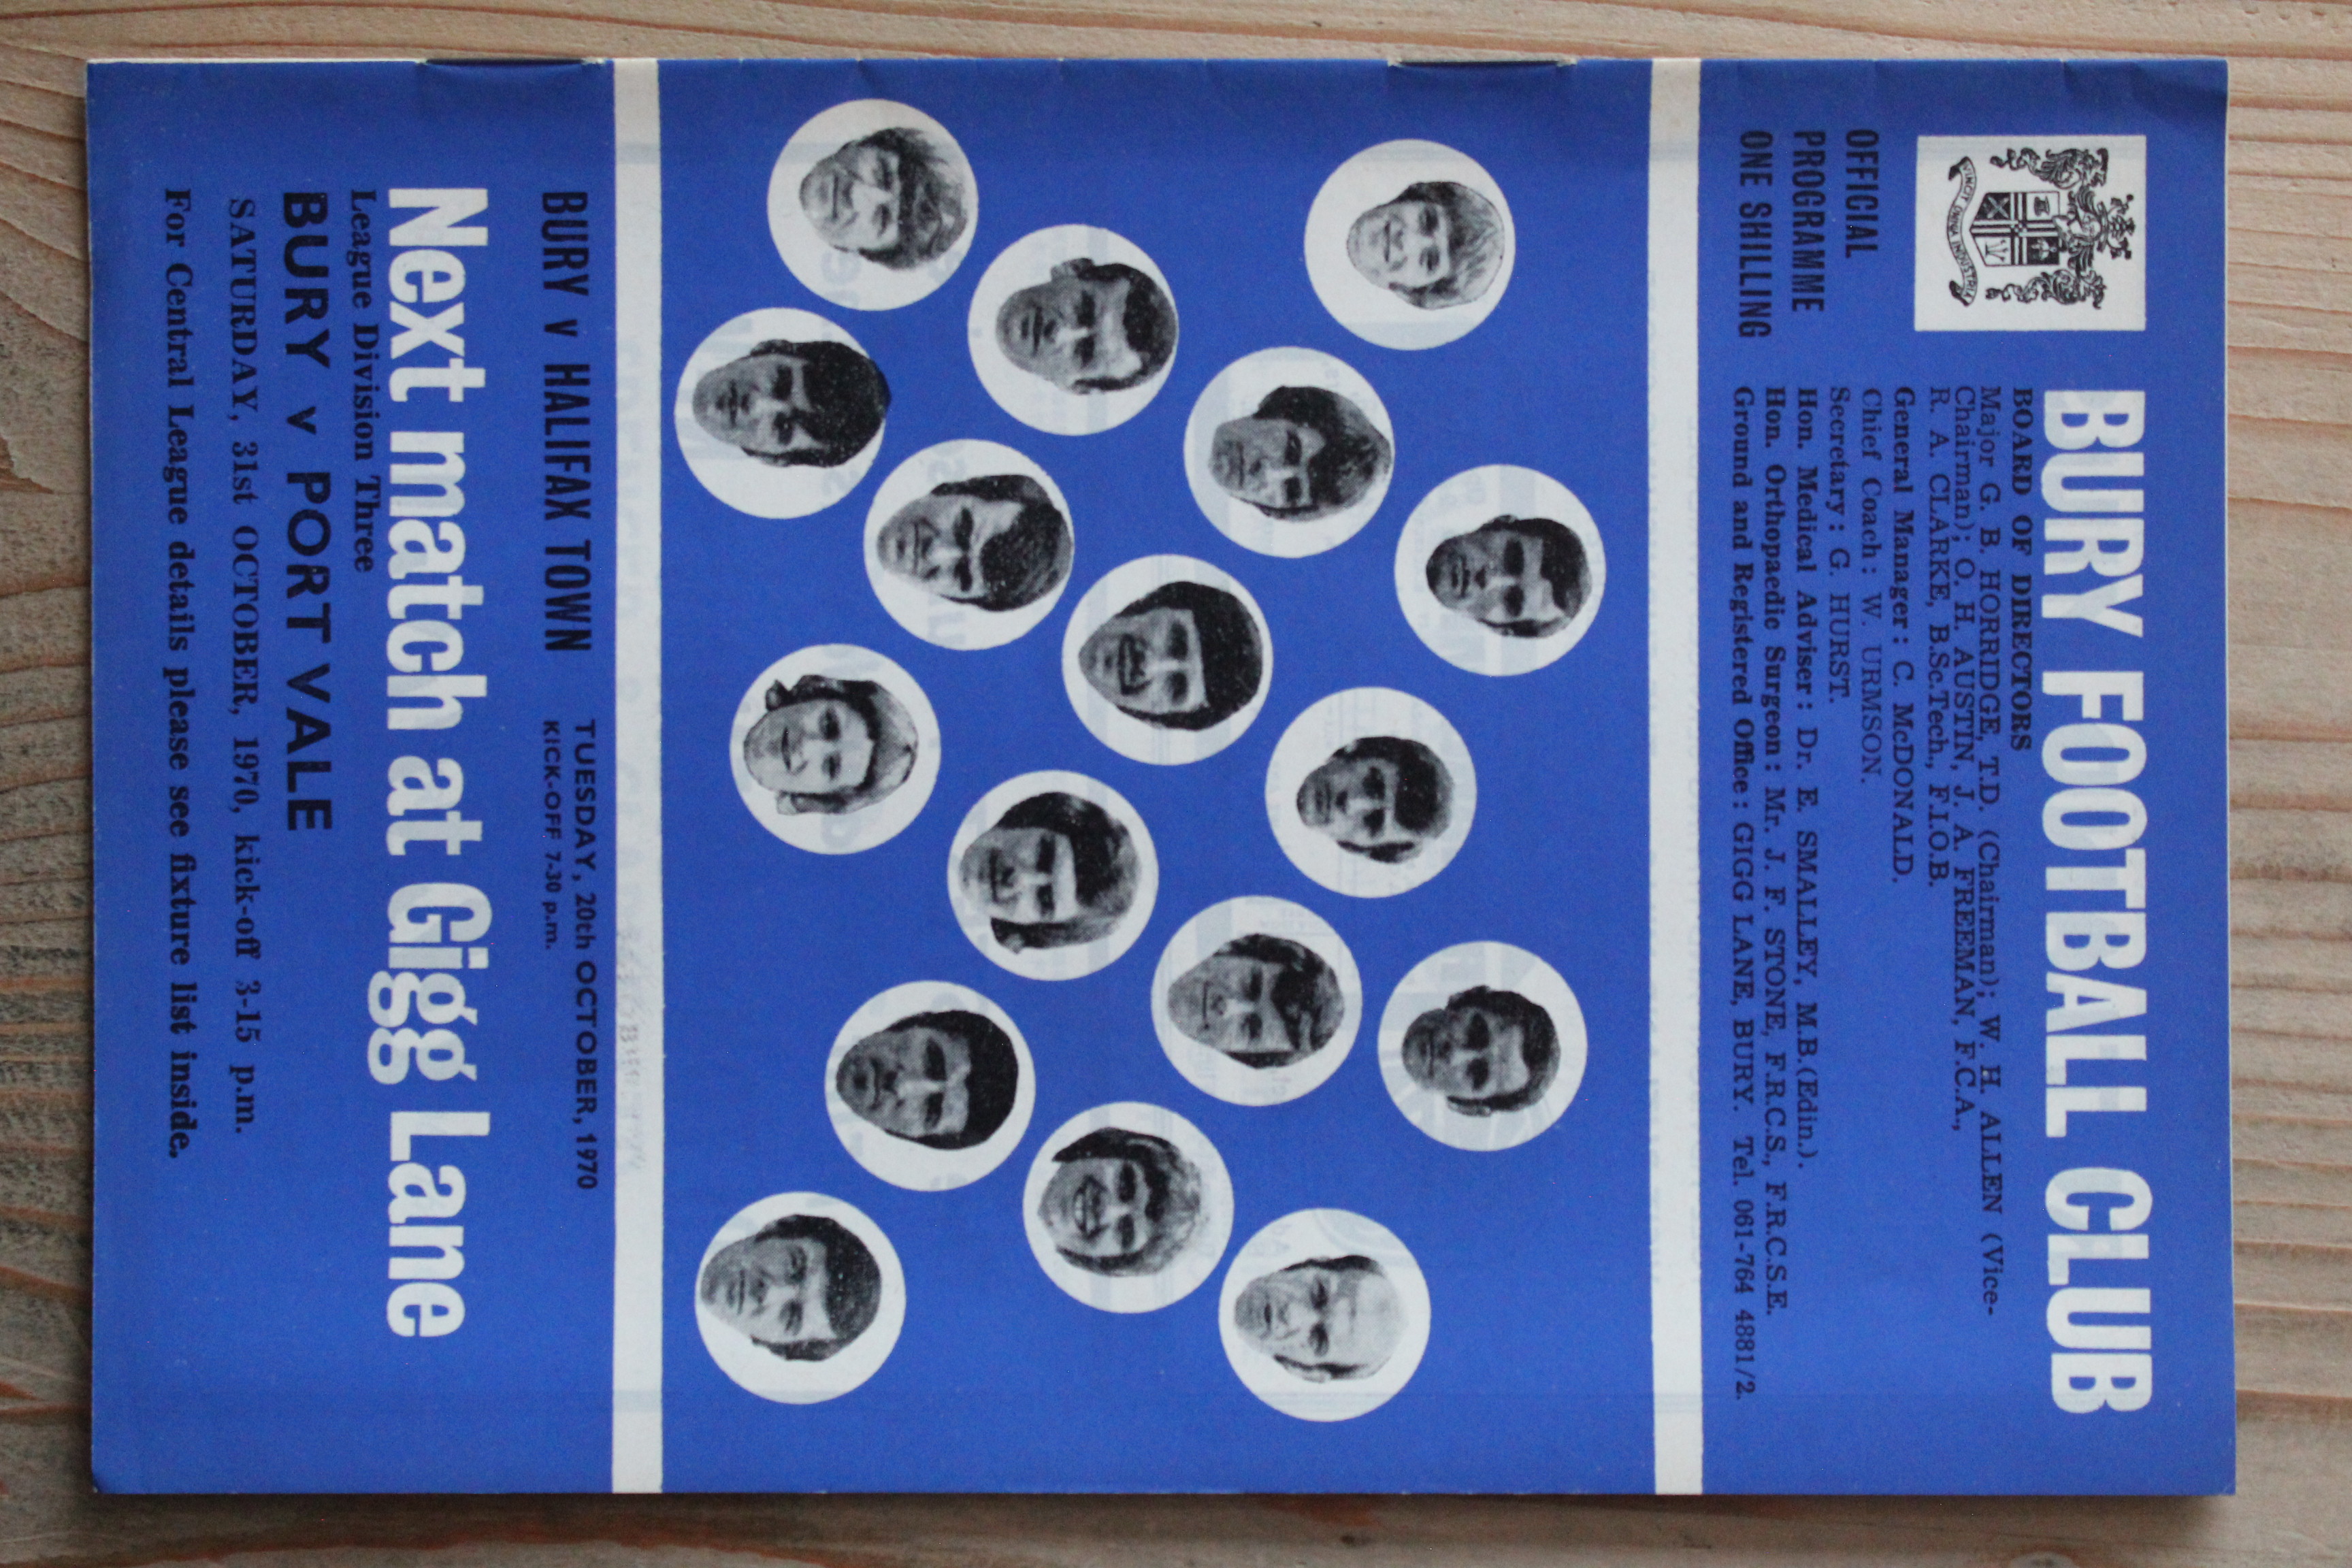 BURY FOOTBALL CLUB
VINCIT OMNIA INDUSTRIA
OFFICIAL
PROGRAMME
ONE SHILLING
BOARD OF DIRECTORS
Major G. B. HORRIDGE, T.D. (Chairman); W. H. ALLEN (Vice-
Chairman); O. H. AUSTIN, J. A. FREEMAN, F.C.A.,
R. A. CLARKE, B.Sc.Tech., F.I.O.B.
General Manager: C. McDONALD.
Chief Coach: W. URMSON.
Secretary: G. HURST.
Hon. Medical Adviser: Dr. E. SMALLEY, M.B.(Edin.).
Hon. Orthopaedic Surgeon: Mr. J. F. STONE, F.R.C.S., F.R.C.S.E.
Ground and Registered Office: GIGG LANE, BURY. Tel. 061-764 4881/2.
BURY v HALIFAX TOWN
TUESDAY, 20th OCTOBER, 1970
KICK-OFF 7-30 p.m.
Next match at Gigg Lane
League Division Three
BURY v PORT VALE
SATURDAY, 31st OCTOBER, 1970, kick-off 3-15 p.m.
For Central League details please see fixture list inside.